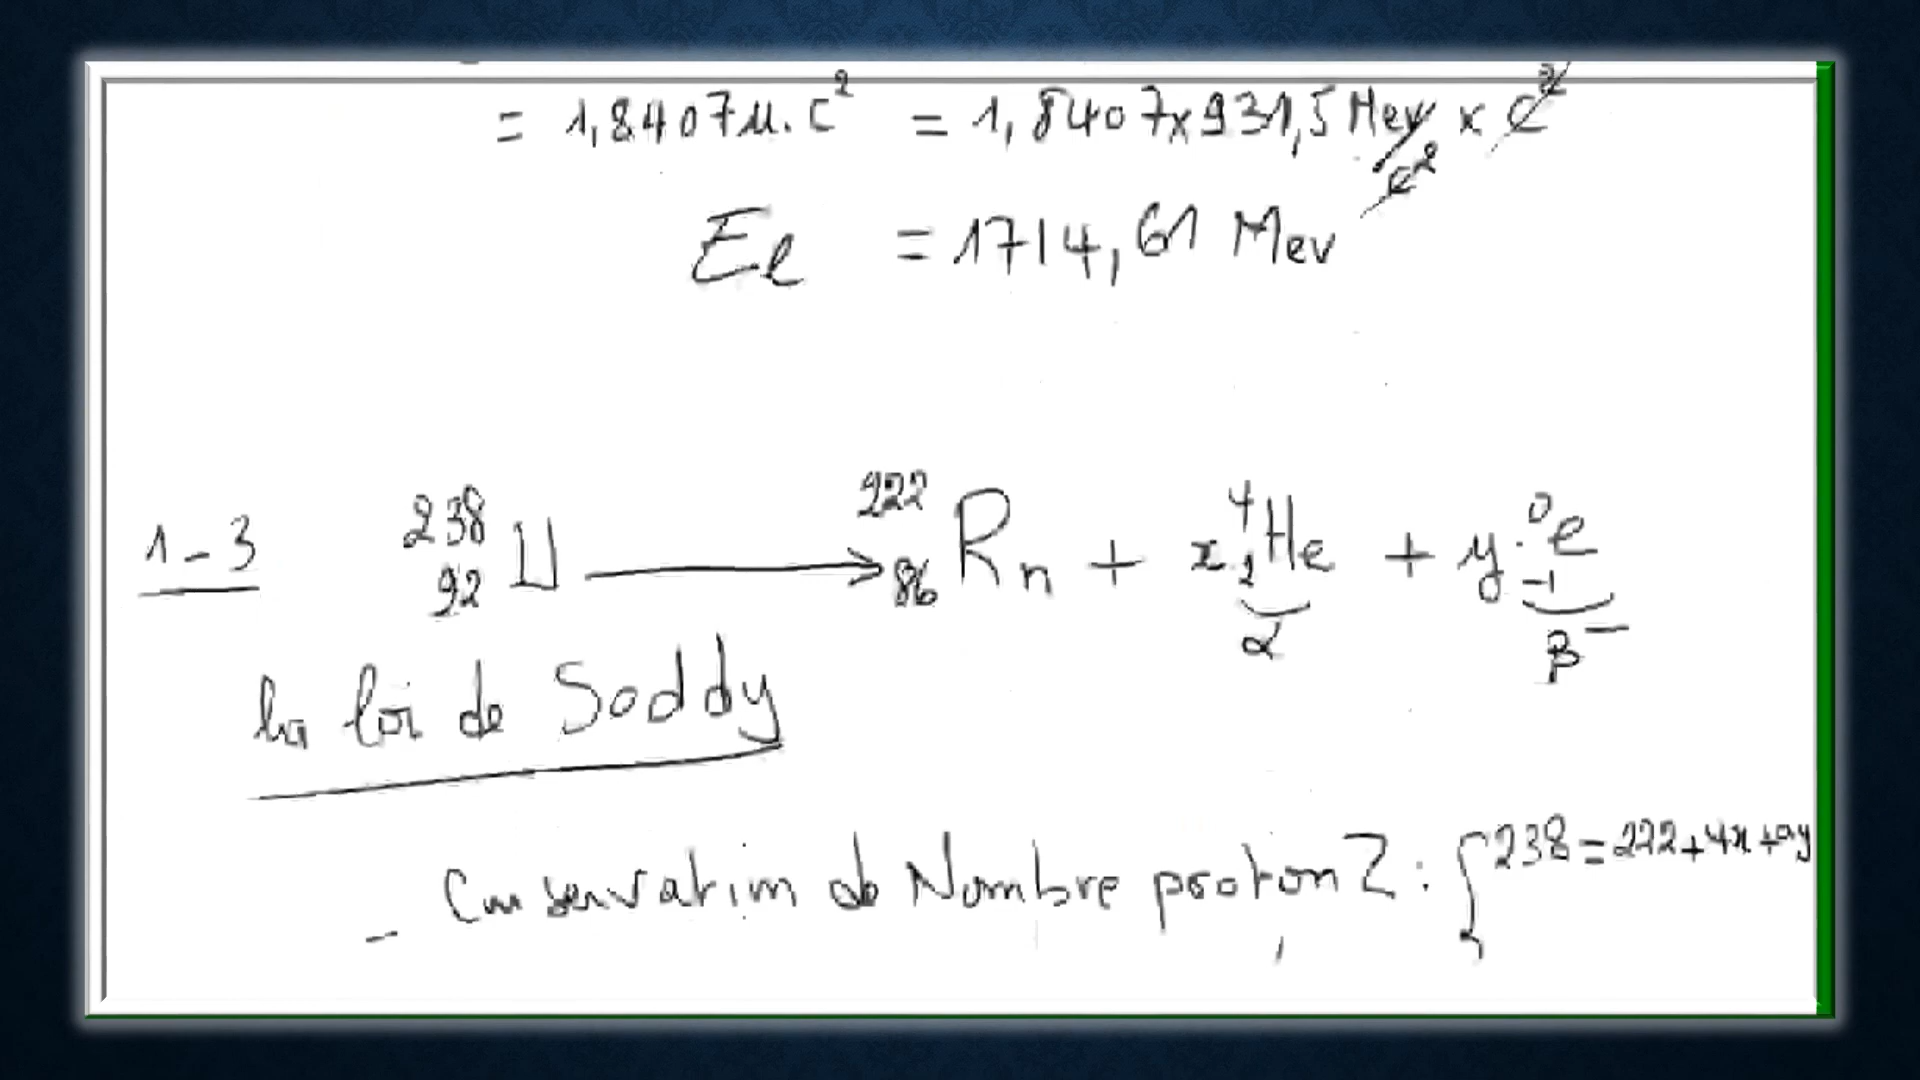 = 1,8407u.c² = 1,8407x931,5 Mev/c² x c²
El = 1714,61 Mev
1-3 ²³⁸₉₂U → ²²²₈₆Rn + x.⁴₂He + y.⁰₋₁e
α β⁻
la loi de Soddy
- Conservation de Nombre proton Z : { 238 = 222+4x+0y